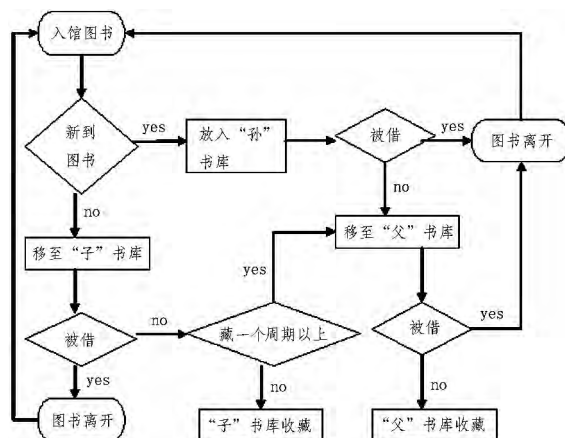 入馆图书
新到
图书
yes
放入“孙”
书库
被借
yes
图书离开
no
no
移至“子”书库
移至“父”书库
yes
被借
no
藏一个周期以上
被借
yes
yes
no
no
图书离开
“子”书库收藏
“父”书库收藏